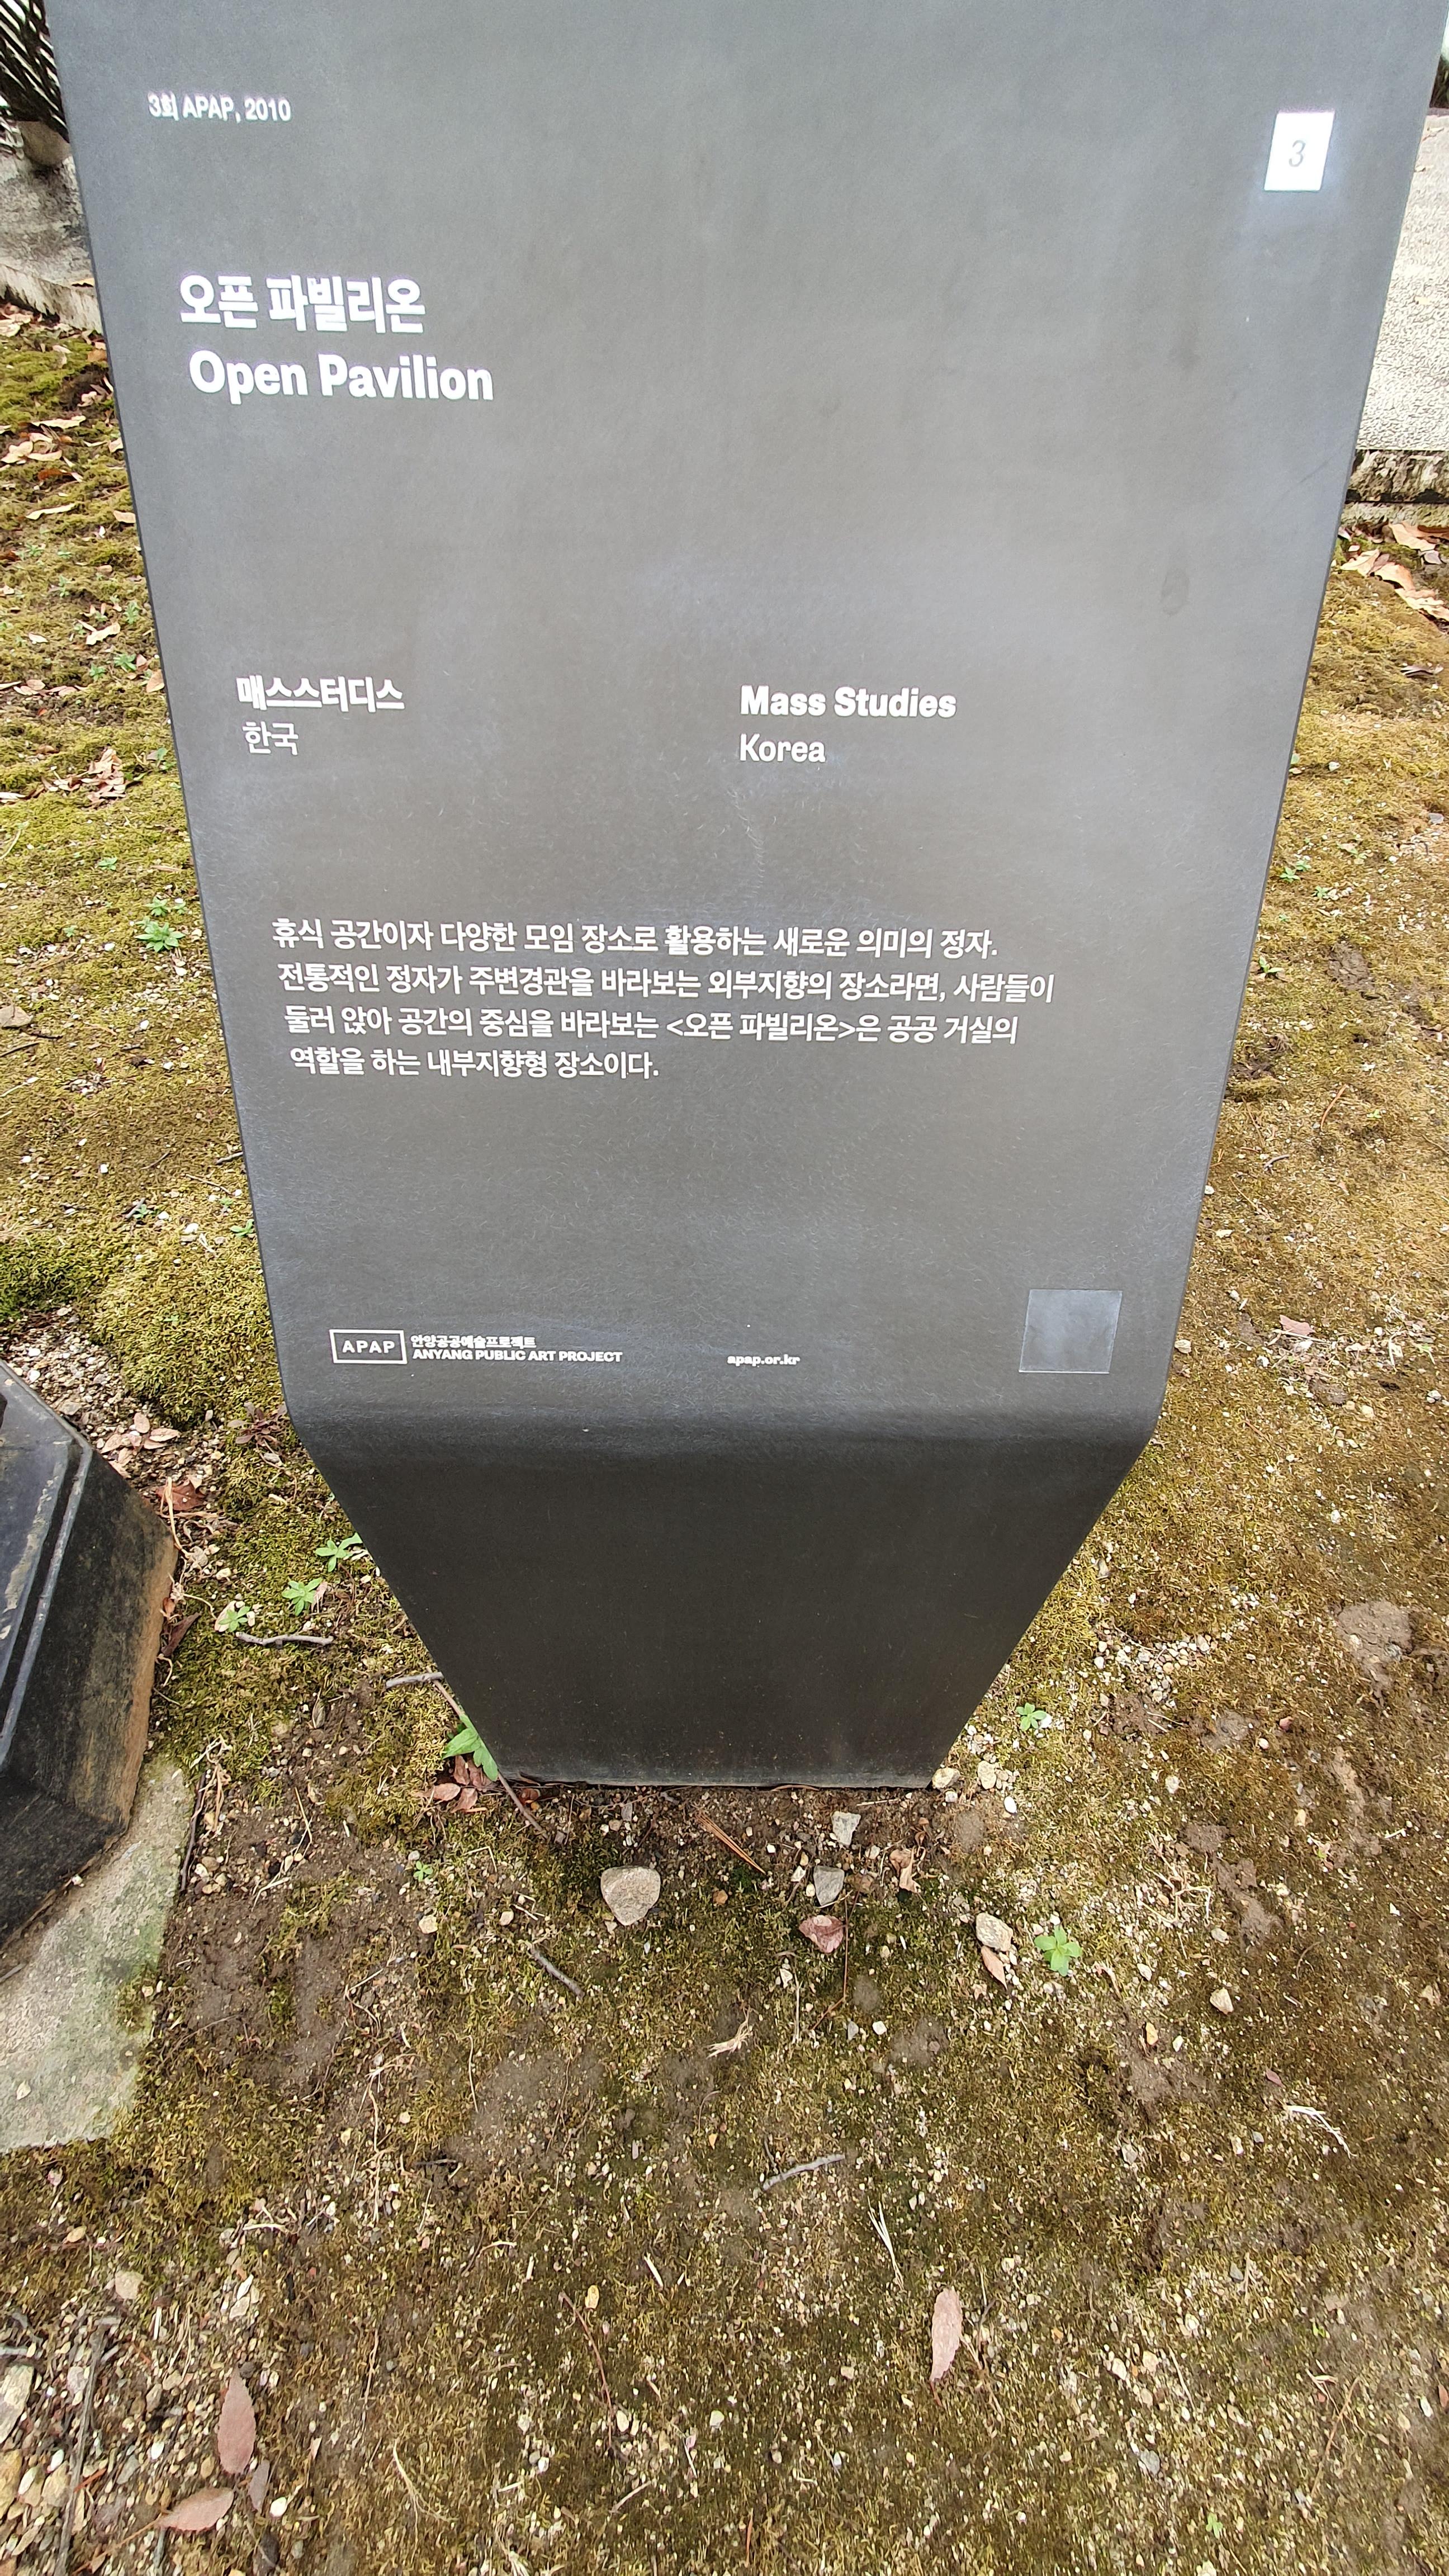 3회 APAP, 2010
3
오픈 파빌리온
Open Pavilion
매스스터디스
한국
Mass Studies
Korea
휴식 공간이자 다양한 모임 장소로 활용하는 새로운 의미의 정자.
전통적인 정자가 주변경관을 바라보는 외부지향의 장소라면, 사람들이
둘러 앉아 공간의 중심을 바라보는 <오픈 파빌리온>은 공공 거실의
역할을 하는 내부지향형 장소이다.
APAP
안양공공예술프로젝트
ANYANG PUBLIC ART PROJECT
apap.or.kr